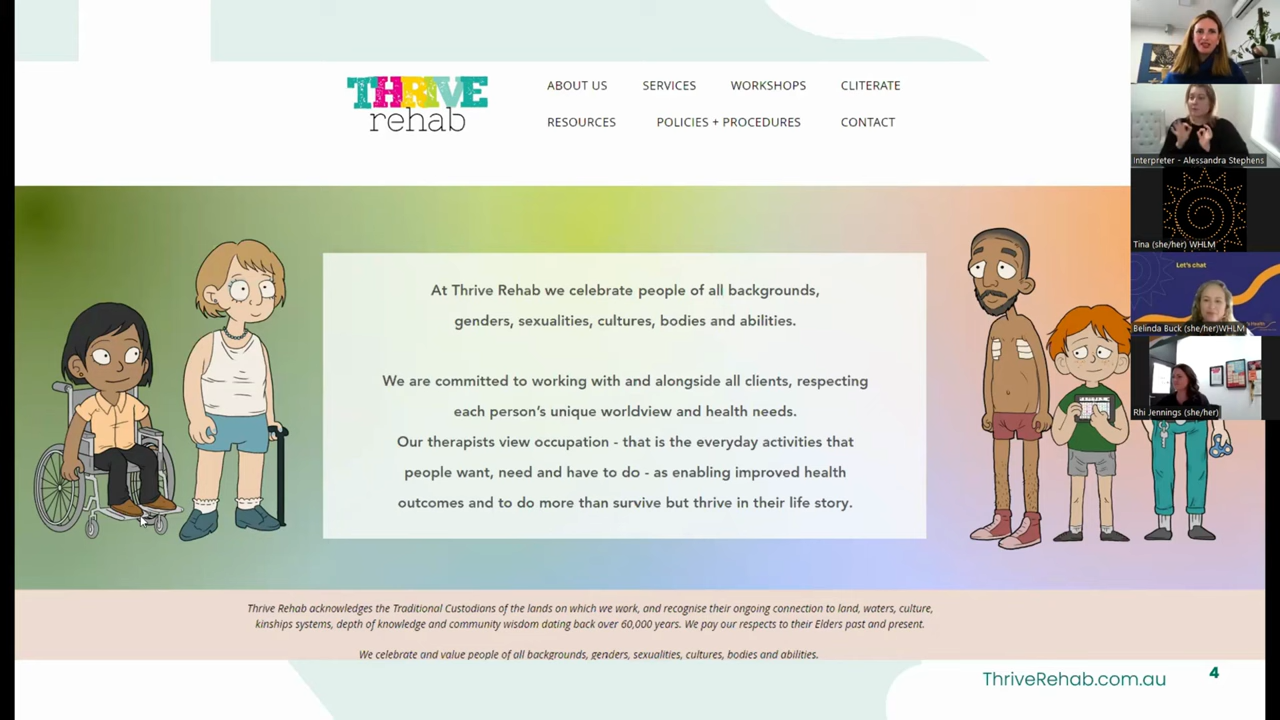 THRIVE
rehab
ABOUT US SERVICES WORKSHOPS CLITERATE
RESOURCES POLICIES + PROCEDURES CONTACT
At Thrive Rehab we celebrate people of all backgrounds,
genders, sexualities, cultures, bodies and abilities.
We are committed to working with and alongside all clients, respecting
each person's unique worldview and health needs.
Our therapists view occupation - that is the everyday activities that
people want, need and have to do - as enabling improved health
outcomes and to do more than survive but thrive in their life story.
Thrive Rehab acknowledges the Traditional Custodians of the lands on which we work, and recognise their ongoing connection to land, waters, culture,
kinships systems, depth of knowledge and community wisdom dating back over 60,000 years. We pay our respects to their Elders past and present.
We celebrate and value people of all backgrounds, genders, sexualities, cultures, bodies and abilities.
ThriveRehab.com.au
4
Interpreter - Alessandra Stephens
Tina (she/her) WHLM
Let's chat
Belinda Buck (she/her)WHLM
Rhi Jennings (she/her)